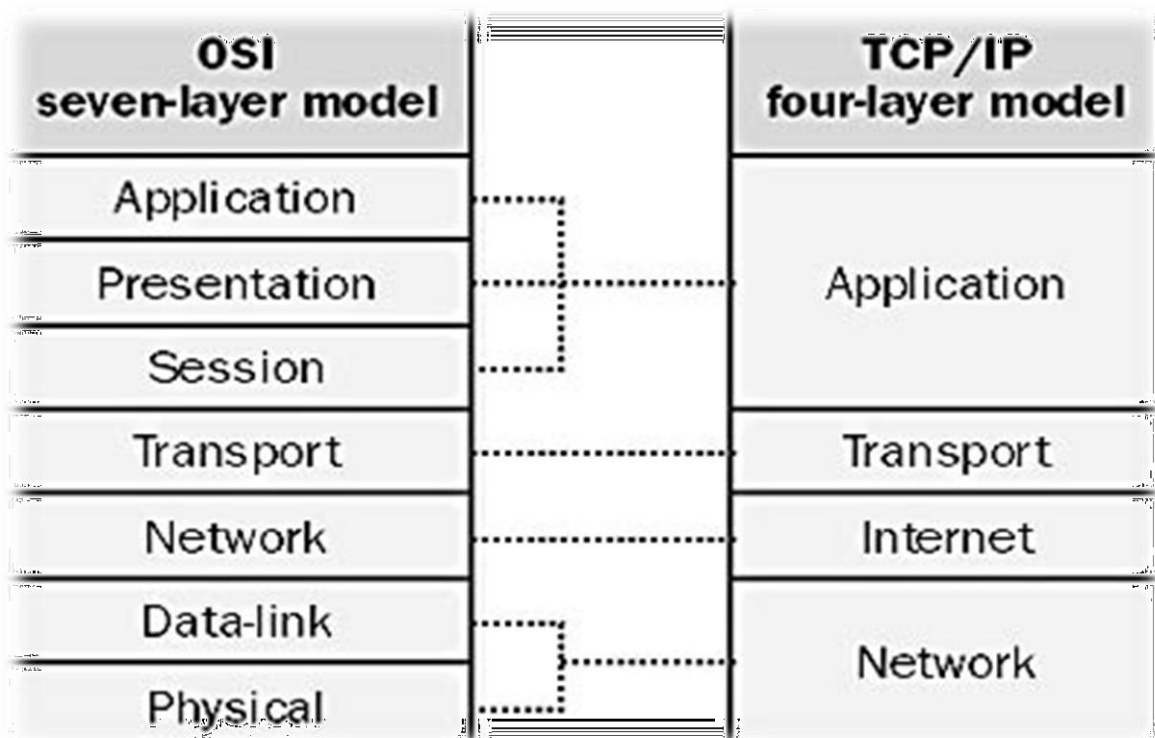 OSI
seven-layer model
TCP/IP
four-layer model
Application
Presentation
Session
Transport
Network
Data-link
Physical
Application
Transport
Internet
Network